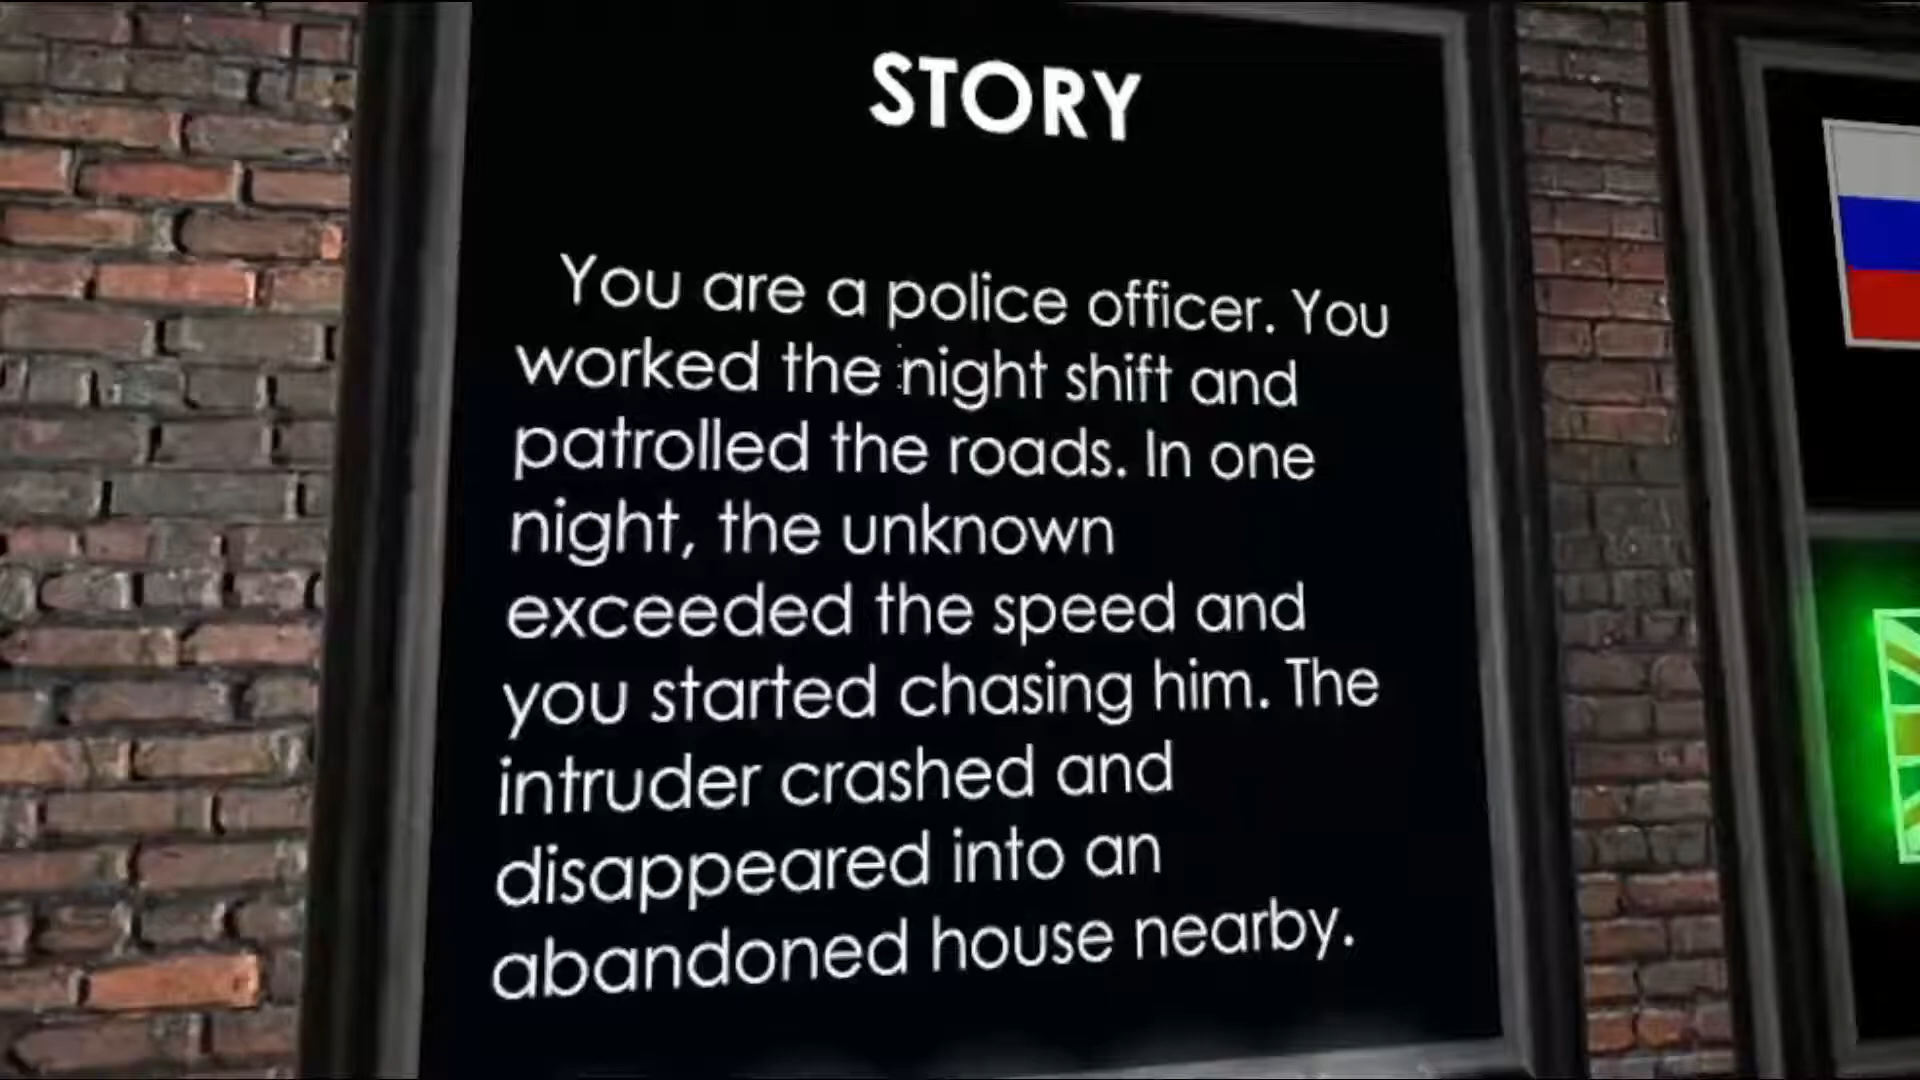 STORY
You are a police officer. You
worked the night shift and
patrolled the roads. In one
night, the unknown
exceeded the speed and
you started chasing him. The
intruder crashed and
disappeared into an
abandoned house nearby.